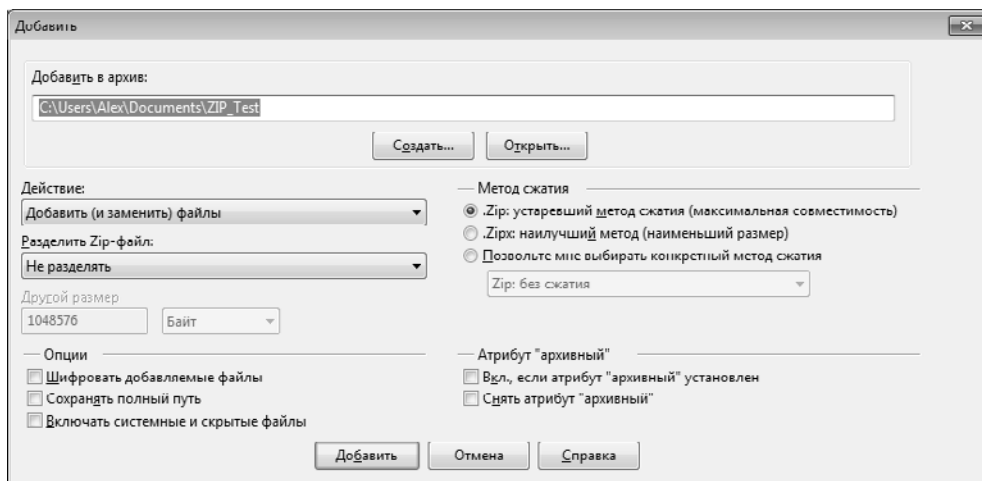 Добавить
Добавить в архив:
C:\Users\Alex\Documents\ZIP_Test
Создать...
Открыть...
Действие:
Добавить (и заменить) файлы
Разделить Zip-файл:
Не разделять
Другой размер
1048576
Байт
Метод сжатия
.Zip: устаревший метод сжатия (максимальная совместимость)
.Zipx: наилучший метод (наименьший размер)
Позвольте мне выбирать конкретный метод сжатия
Zip: без сжатия
Опции
Шифровать добавляемые файлы
Сохранять полный путь
Включать системные и скрытые файлы
Атрибут "архивный"
Вкл., если атрибут "архивный" установлен
Снять атрибут "архивный"
Добавить
Отмена
Справка